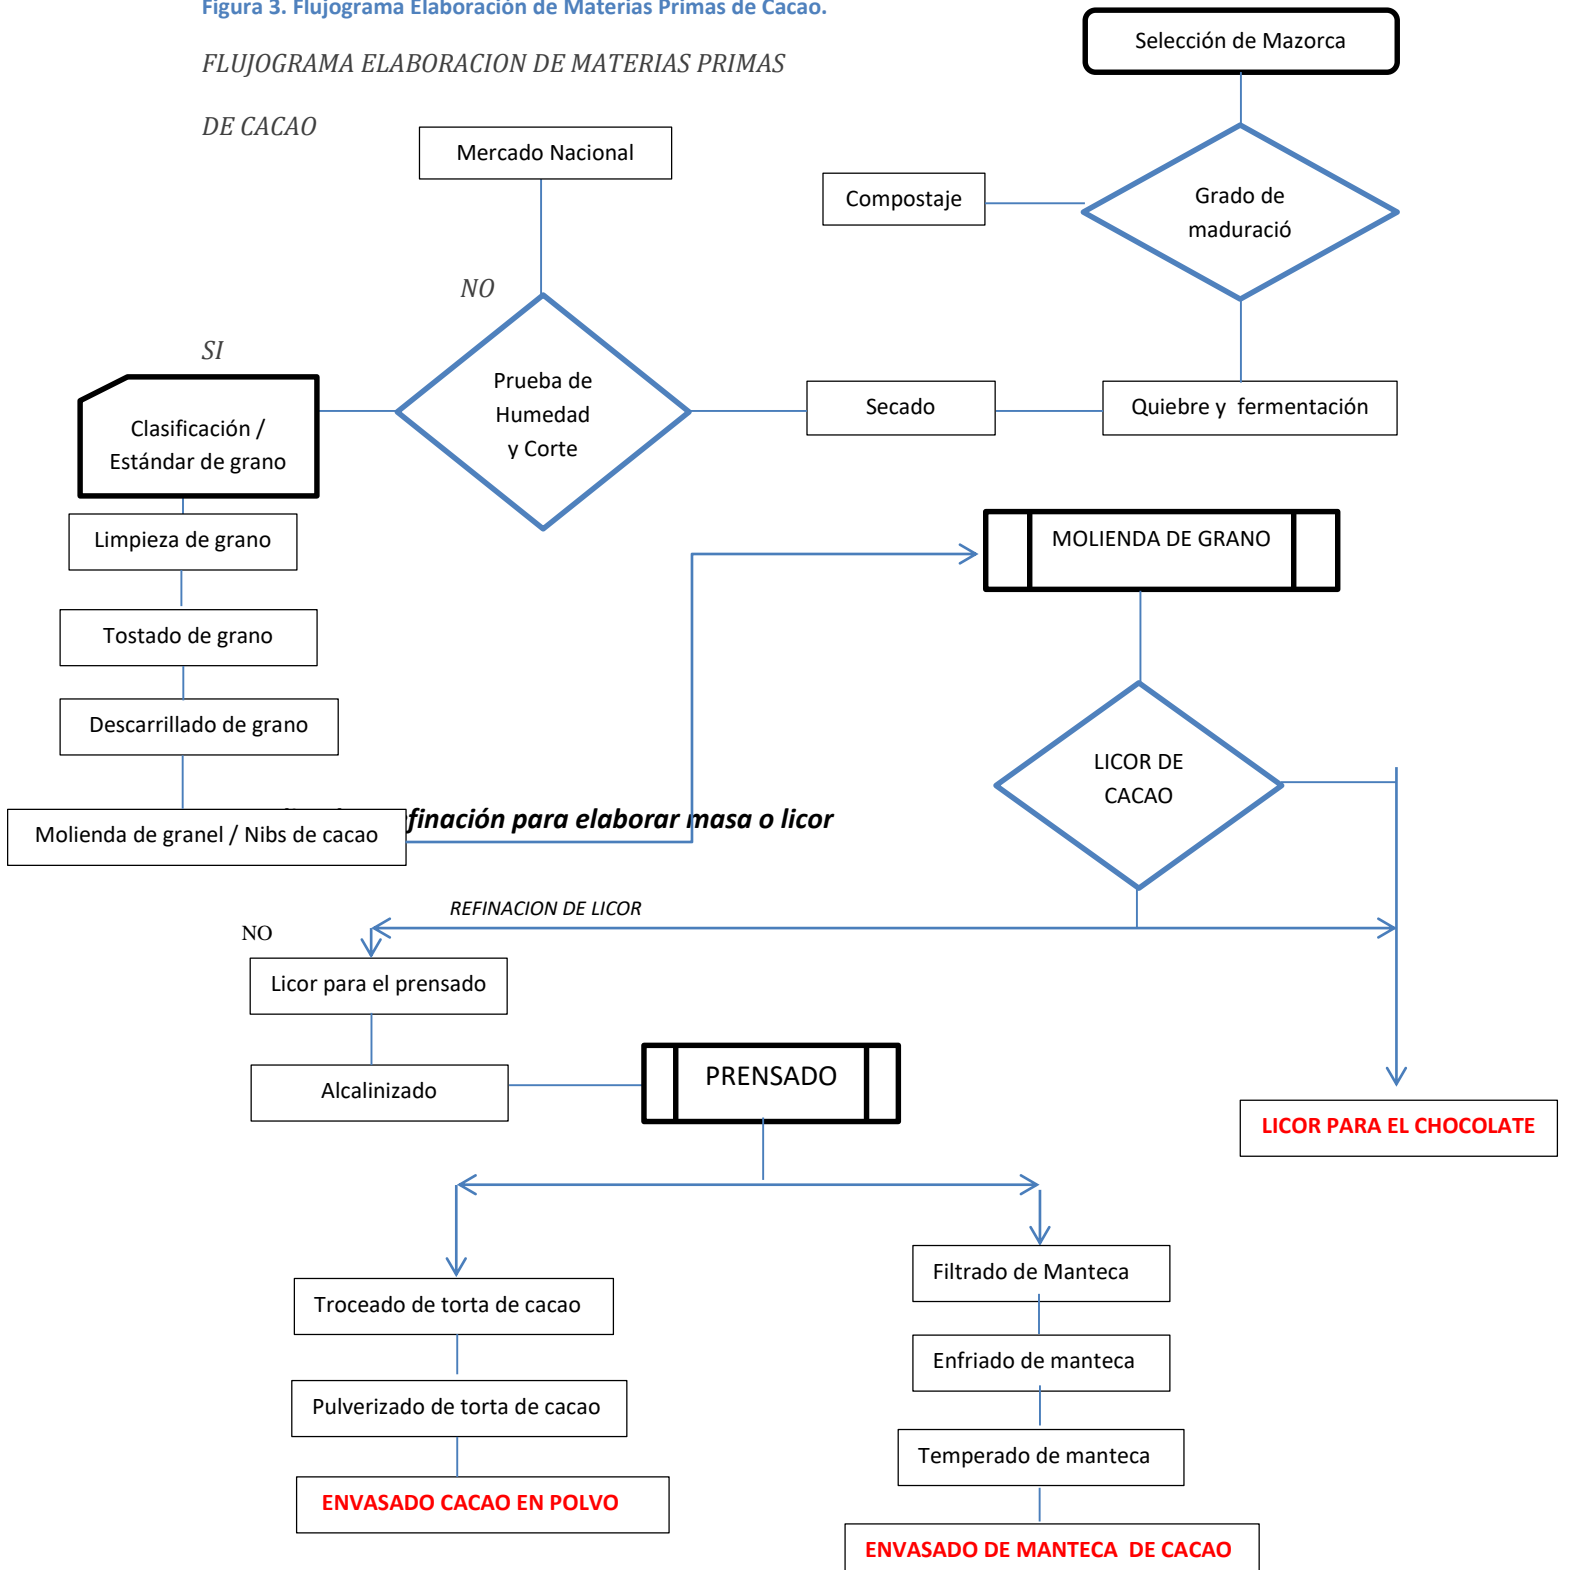 Figura 3. Flujograma Elaboración de Materias Primas de Cacao.
FLUJOGRAMA ELABORACION DE MATERIAS PRIMAS
DE CACAO
Selección de Mazorca
Mercado Nacional
Compostaje
Grado de
maduració
NO
SI
Prueba de
Humedad
y Corte
Secado
Quiebre y fermentación
Clasificación /
Estándar de grano
Limpieza de grano
MOLIENDA DE GRANO
Tostado de grano
Descarrillado de grano
LICOR DE
CACAO
finación para elaborar masa o licor
Molienda de granel / Nibs de cacao
REFINACION DE LICOR
NO
Licor para el prensado
Alcalinizado
PRENSADO
LICOR PARA EL CHOCOLATE
Troceado de torta de cacao
Filtrado de Manteca
Enfriado de manteca
Pulverizado de torta de cacao
Temperado de manteca
ENVASADO CACAO EN POLVO
ENVASADO DE MANTECA DE CACAO